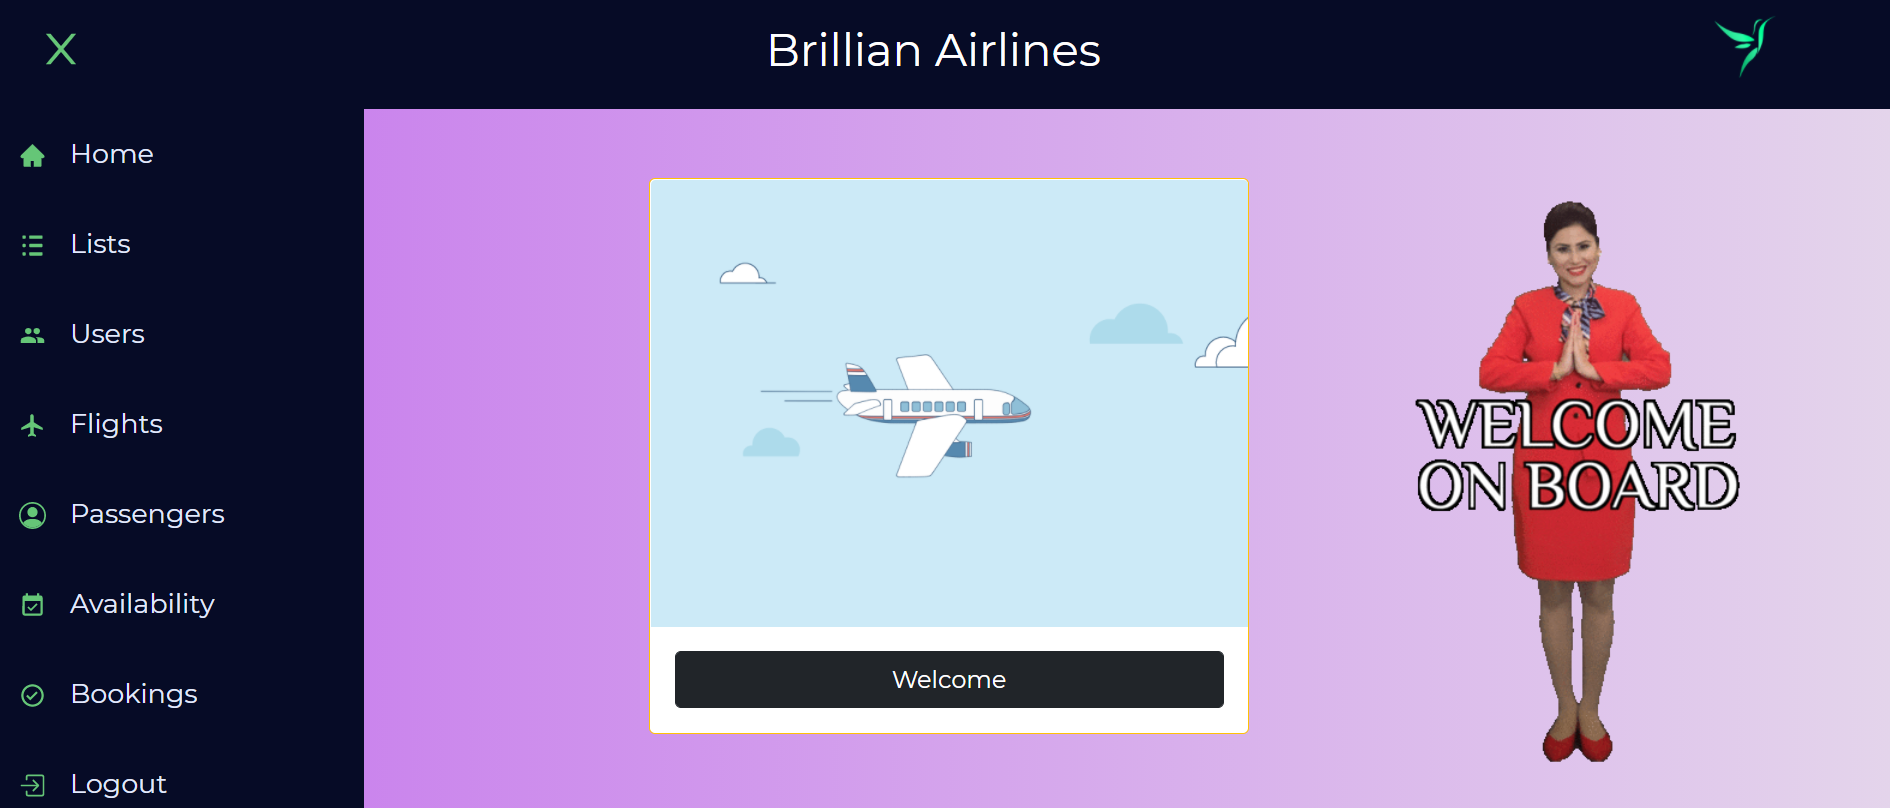 Brillian Airlines
Home
Lists
Users
Flights
Passengers
Availability
Bookings
Logout
Welcome
WELCOME
ON BOARD